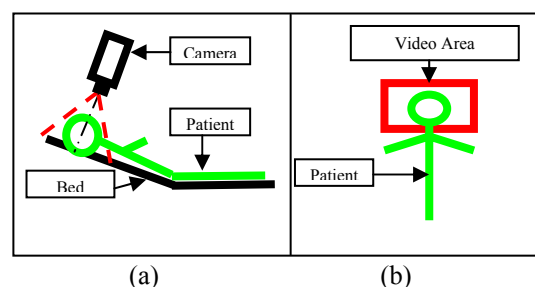 Camera
Patient
Bed
Video Area
Patient
(a)
(b)